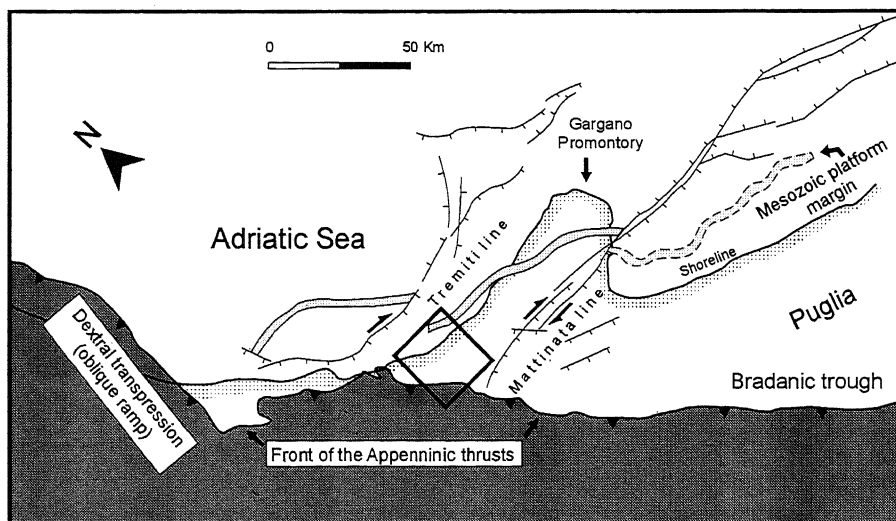 0 50 Km
N
Gargano
Promontory
Mesozoic platform
margin
Adriatic Sea
Tremiti line
Shoreline
Puglia
Mattinata line
Dextral transpression
(oblique ramp)
Bradanic trough
Front of the Appenninic thrusts